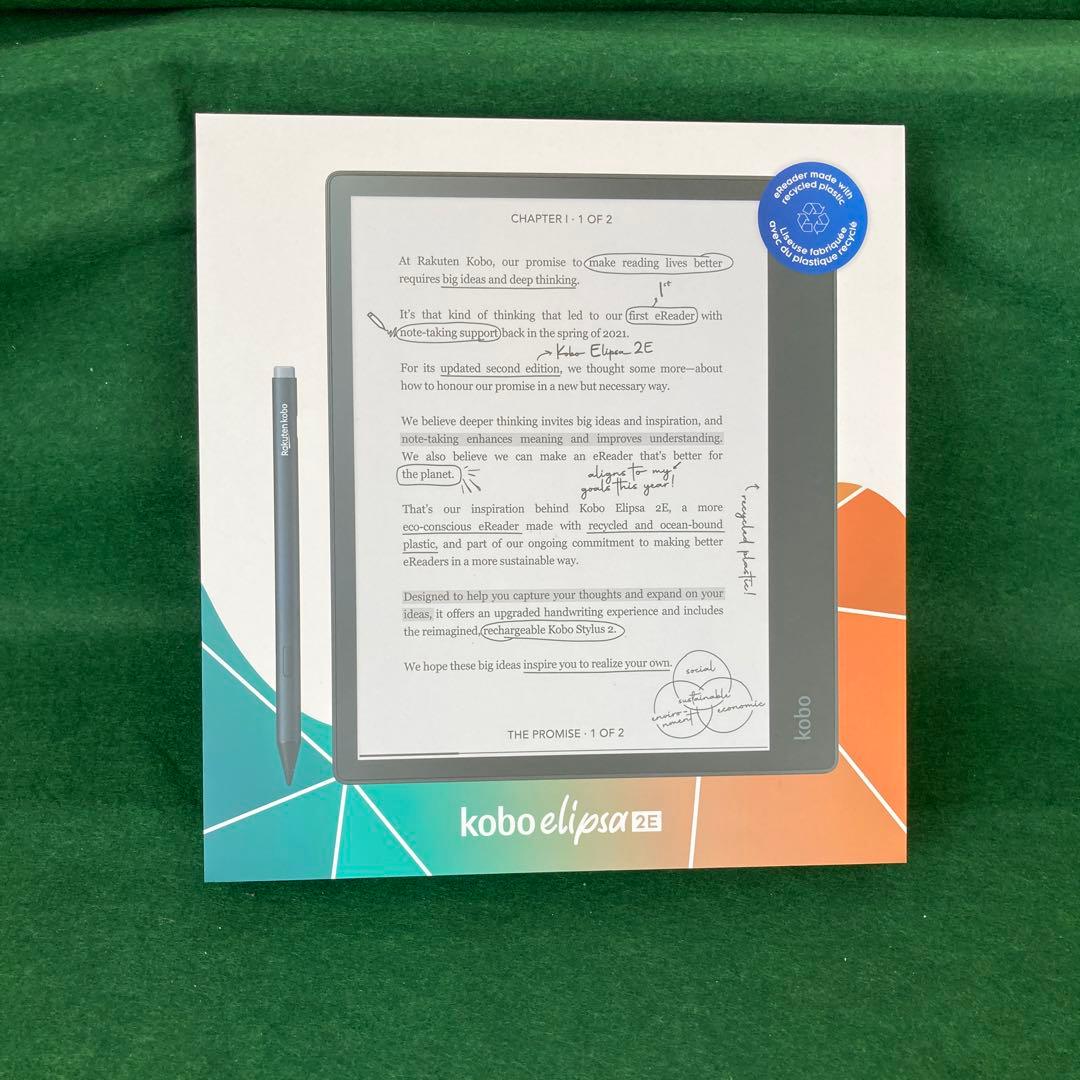 eReader made with
recycled plastic
Liseuse fabriquée
avec du plastique recyclé
CHAPTER I · 1 OF 2
At Rakuten Kobo, our promise to make reading lives better
requires big ideas and deep thinking.
1st
It's that kind of thinking that led to our first eReader with
note-taking support back in the spring of 2021.
→ Kobo Elipsa 2E
For its updated second edition, we thought some more—about
how to honour our promise in a new but necessary way.
We believe deeper thinking invites big ideas and inspiration, and
note-taking enhances meaning and improves understanding.
We also believe we can make an eReader that's better for
the planet.
aligns to my
goals this year!
That's our inspiration behind Kobo Elipsa 2E, a more
eco-conscious eReader made with recycled and ocean-bound
plastic, and part of our ongoing commitment to making better
eReaders in a more sustainable way.
↑ recycled plastic!
Designed to help you capture your thoughts and expand on your
ideas, it offers an upgraded handwriting experience and includes
the reimagined, rechargeable Kobo Stylus 2.
We hope these big ideas inspire you to realize your own.
social
sustainable
enviro-
nment
economic
THE PROMISE · 1 OF 2
kobo
Rakuten kobo
kobo elipsa 2E